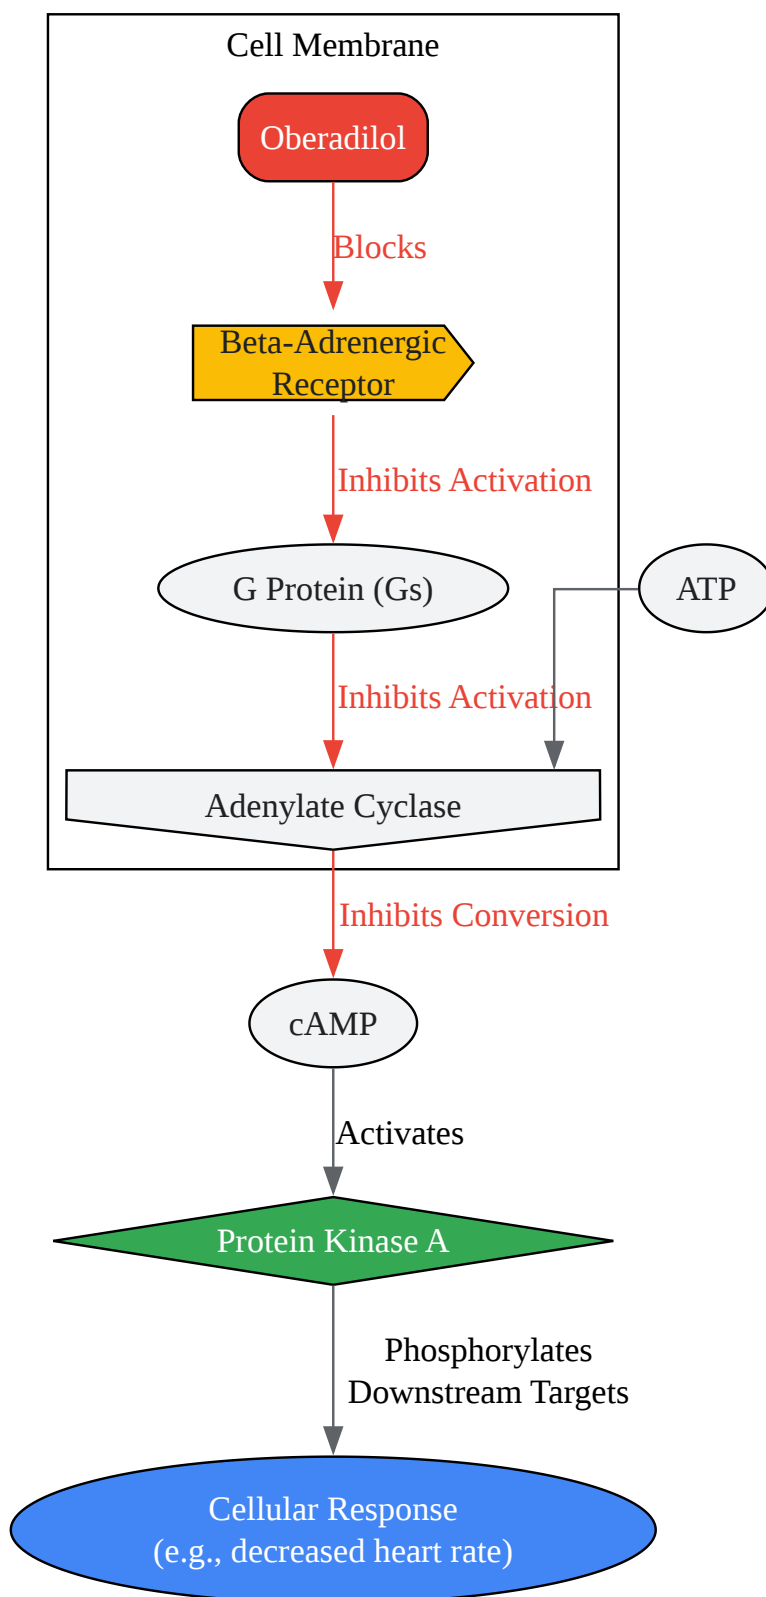 Cell Membrane
Oberadilol
Blocks
Beta-Adrenergic
Receptor
Inhibits Activation
G Protein (Gs)
ATP
Inhibits Activation
Adenylate Cyclase
Inhibits Conversion
cAMP
Activates
Protein Kinase A
Phosphorylates
Downstream Targets
Cellular Response
(e.g., decreased heart rate)